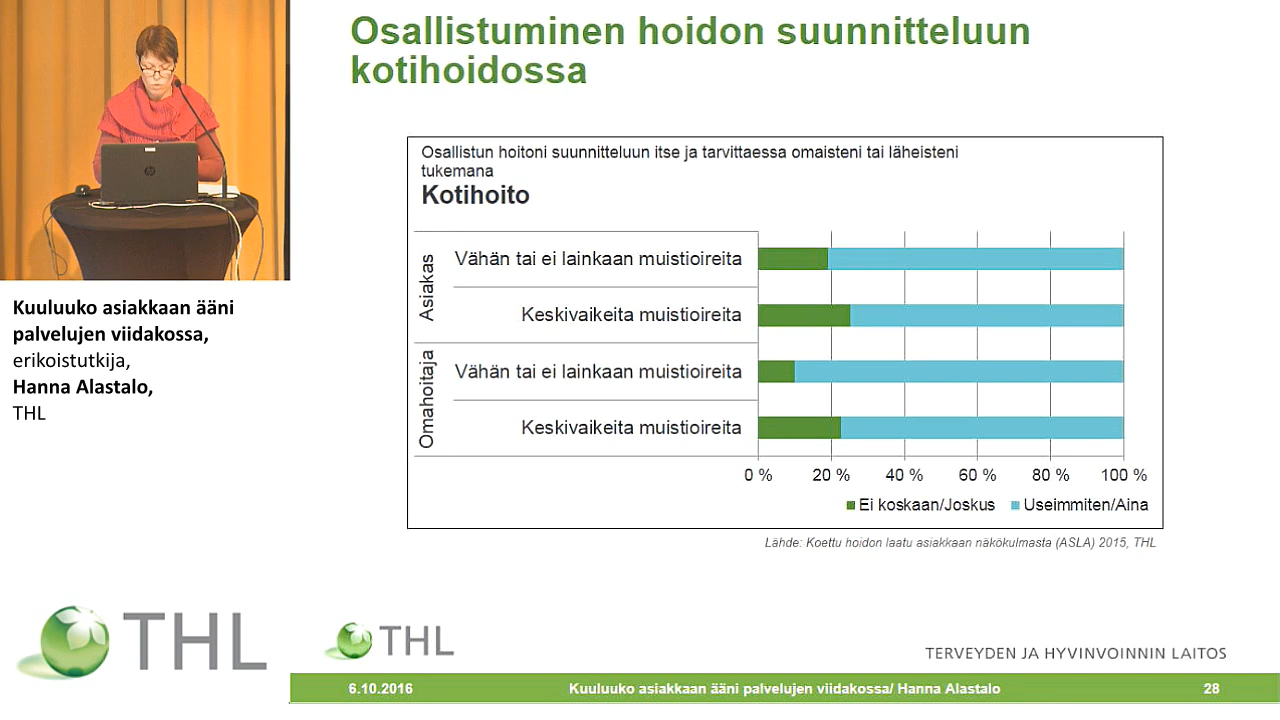 Osallistuminen hoidon suunnitteluun
kotihoidossa
Osallistun hoitoni suunnitteluun itse ja tarvittaessa omaisteni tai läheisteni
tukemana
Kotihoito
Asiakas
Vähän tai ei lainkaan muistioireita
Keskivaikeita muistioireita
Omahoitaja
Vähän tai ei lainkaan muistioireita
Keskivaikeita muistioireita
0 % 20 % 40 % 60 % 80 % 100 %
Ei koskaan/Joskus Useimmiten/Aina
Lähde: Koettu hoidon laatu asiakkaan näkökulmasta (ASLA) 2015, THL
Kuuluuko asiakkaan ääni
palvelujen viidakossa,
erikoistutkija,
Hanna Alastalo,
THL
THL
THL
TERVEYDEN JA HYVINVOINNIN LAITOS
6.10.2016 Kuuluuko asiakkaan ääni palvelujen viidakossa/ Hanna Alastalo 28
hp